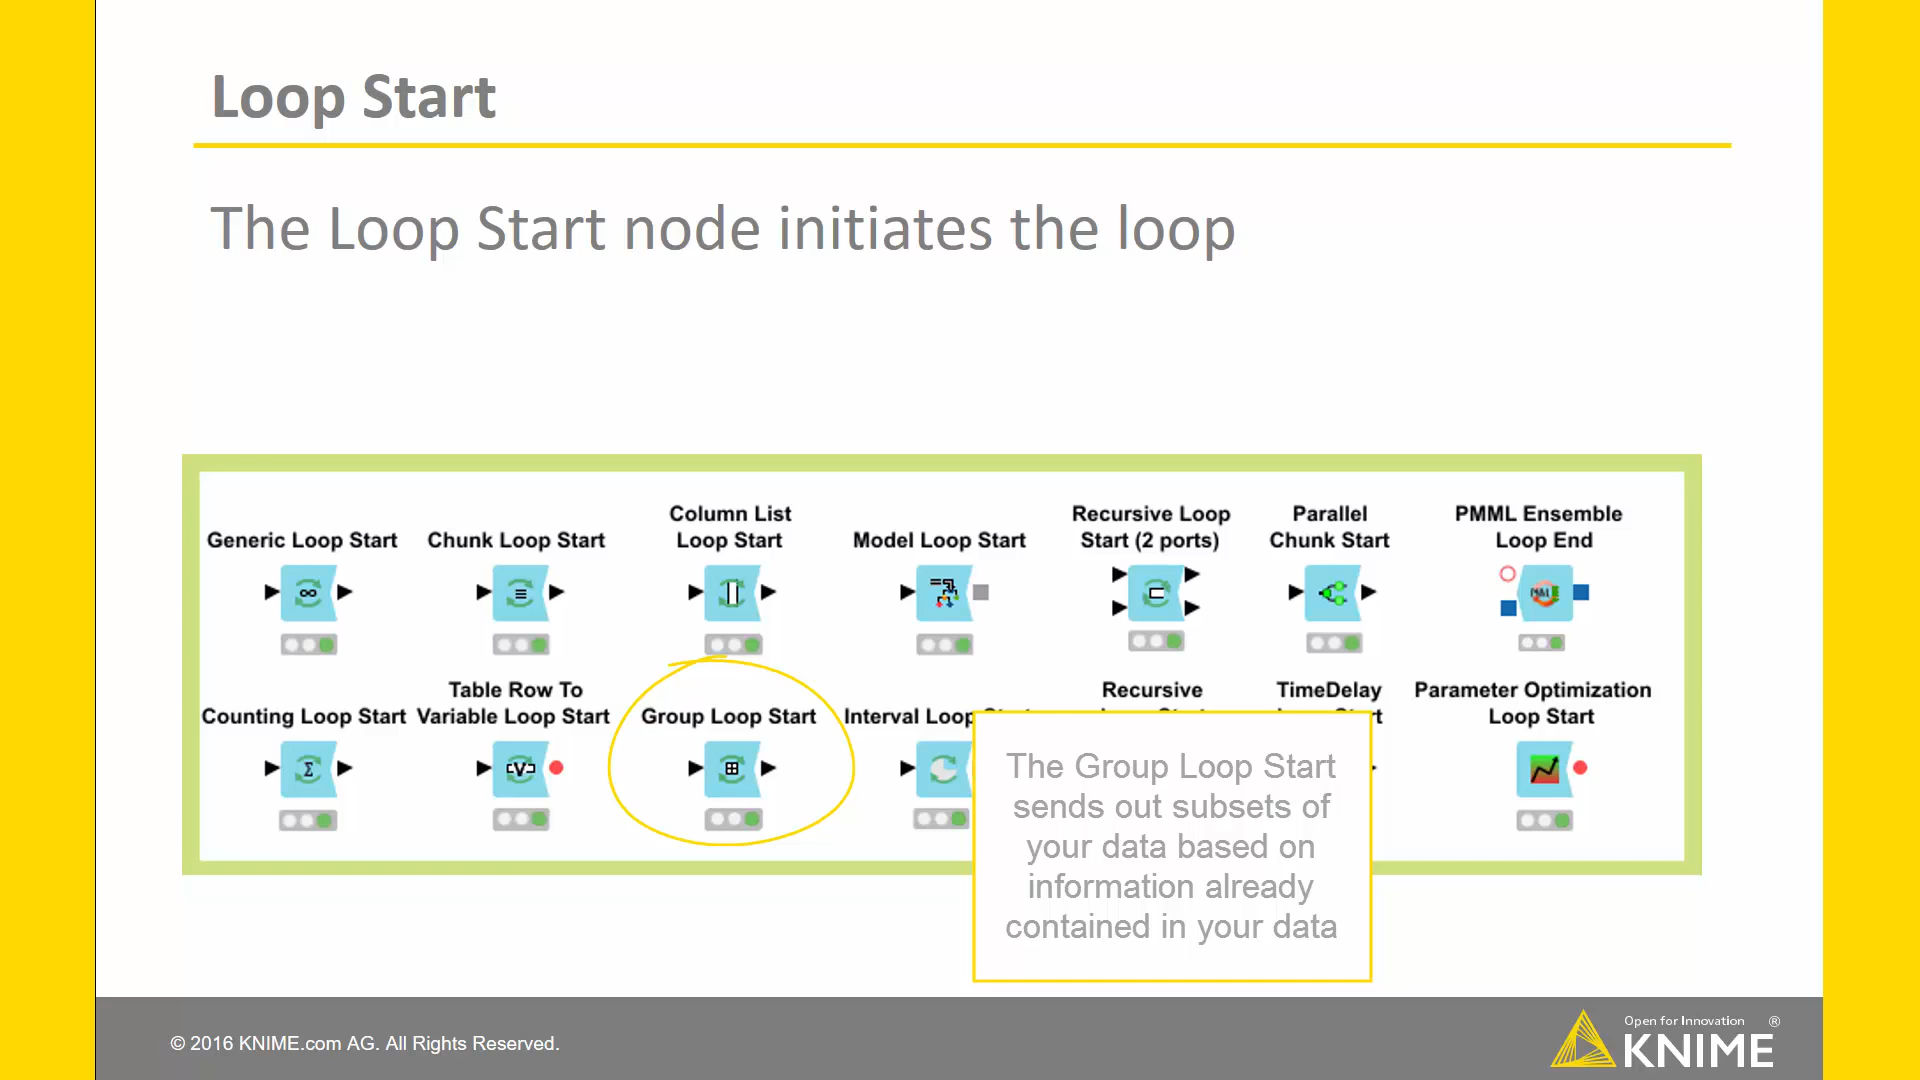 Loop Start
The Loop Start node initiates the loop
Column List
Recursive Loop
Parallel
PMML Ensemble
Generic Loop Start
Chunk Loop Start
Loop Start
Model Loop Start
Start (2 ports)
Chunk Start
Loop End
Table Row To
Recursive
TimeDelay
Parameter Optimization
Counting Loop Start
Variable Loop Start
Group Loop Start
Interval Loop
Loop Start
The Group Loop Start
sends out subsets of
your data based on
information already
contained in your data
© 2016 KNIME.com AG. All Rights Reserved.
Open for Innovation ®
KNIME